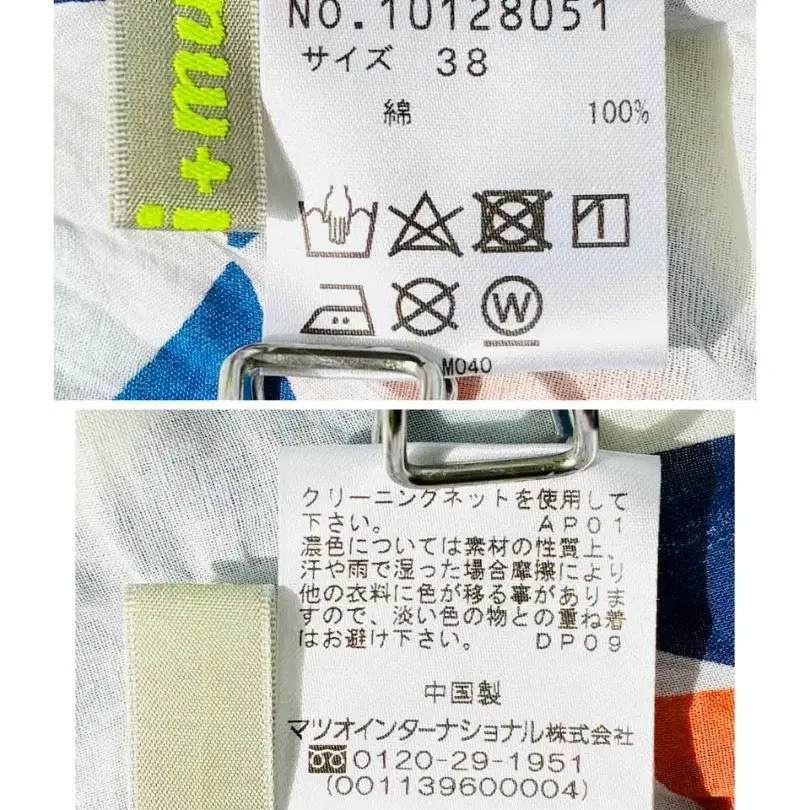 i+mu
NO.10128051
サイズ 38
綿 100%
W
M040
クリーニングネットを使用して
下さい。 AP01
濃色については素材の性質上、
汗や雨で湿った場合摩擦により
他の衣料に色が移る事がありま
すので、淡い色の物との重ね着
はお避け下さい。 DP09
中国製
マツオインターナショナル株式会社
0120-29-1951
(001139600004)